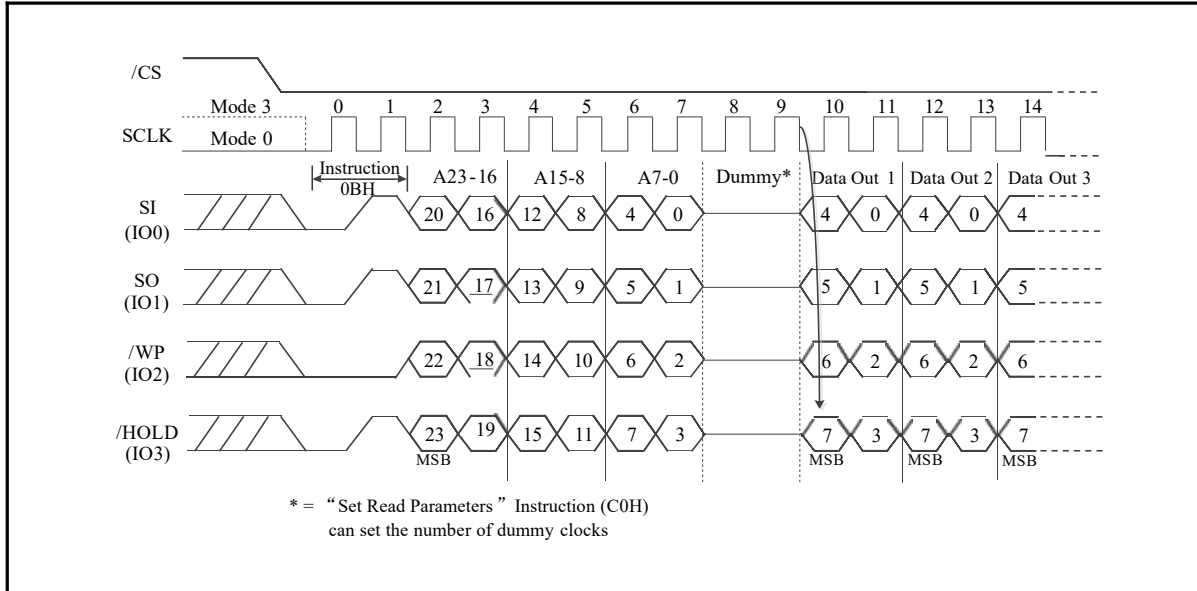 /CS
Mode 3 0 1 2 3 4 5 6 7 8 9 10 11 12 13 14
SCLK Mode 0
Instruction
0BH
A23-16 A15-8 A7-0 Dummy* Data Out 1 Data Out 2 Data Out 3
SI
(IO0)
20 16 12 8 4 0 4 0 4 0 4
SO
(IO1)
21 17 13 9 5 1 5 1 5 1 5
/WP
(IO2)
22 18 14 10 6 2 6 2 6 2 6
/HOLD
(IO3)
23 19 15 11 7 3 7 3 7 3 7
MSB MSB MSB MSB
* = “Set Read Parameters” Instruction (C0H)
can set the number of dummy clocks